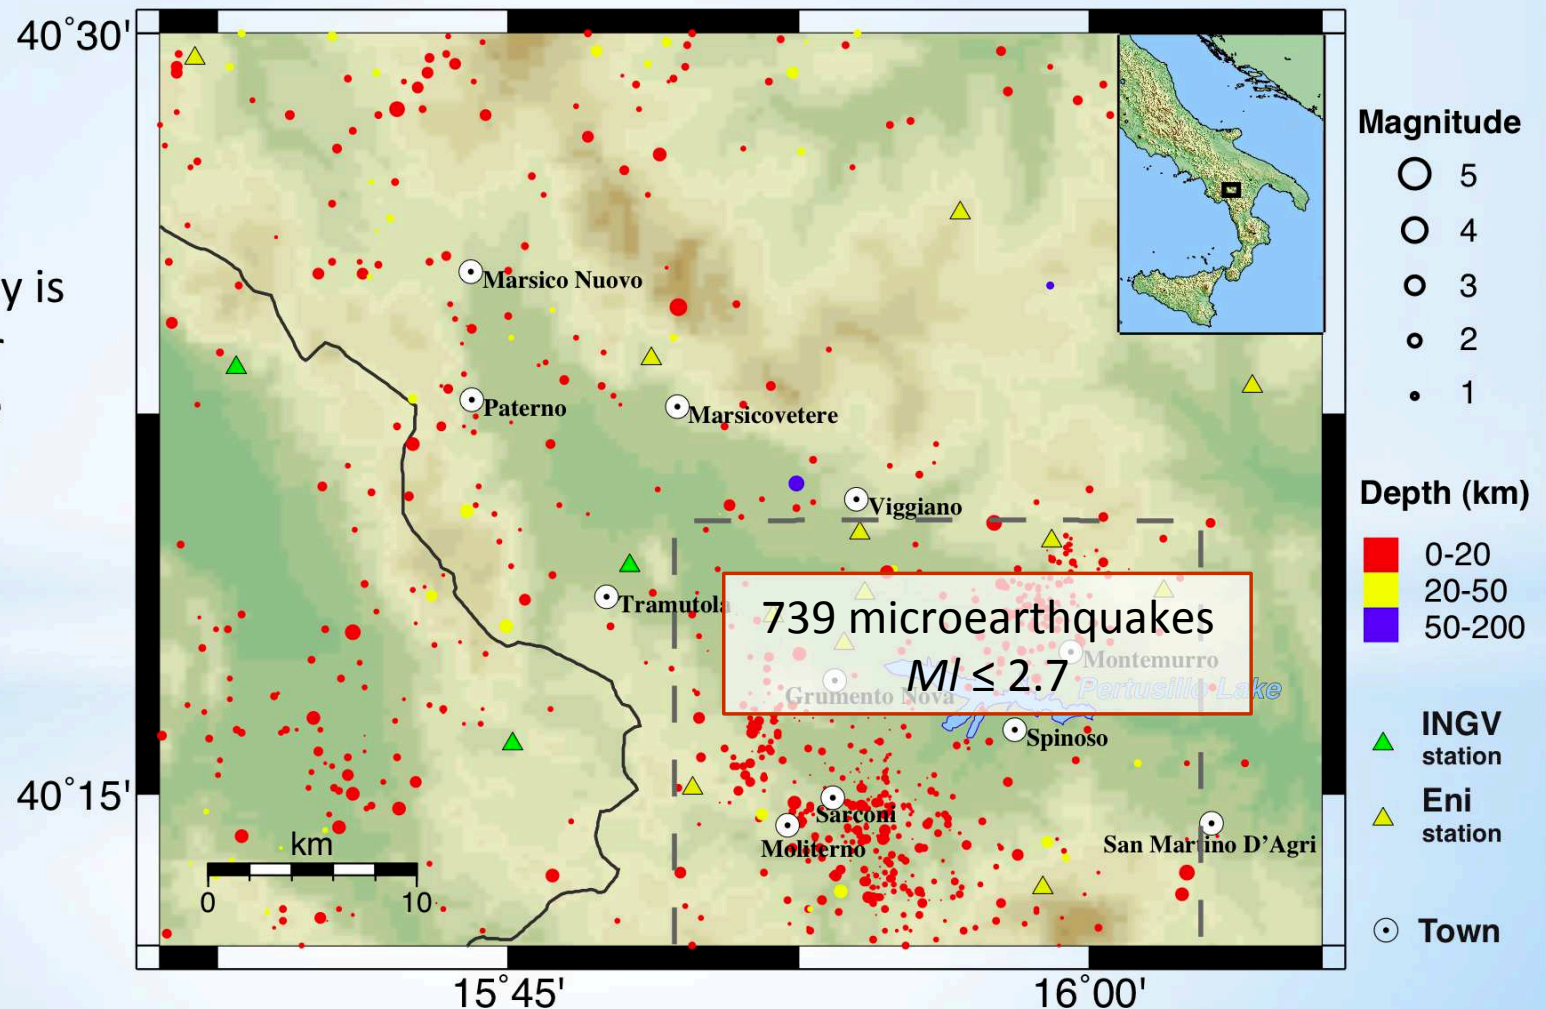 y is
40°30'
Marsico Nuovo
Paterno
Marsicovetere
Viggiano
Tramutola
739 microearthquakes
Ml ≤ 2.7
Montemurro
Grumento Nova
Pertusillo Lake
Spinoso
40°15'
Sarconi
Moliterno
San Martino D'Agri
km
0 10
15°45' 16°00'
Magnitude
5
4
3
2
1
Depth (km)
0-20
20-50
50-200
INGV
station
Eni
station
Town